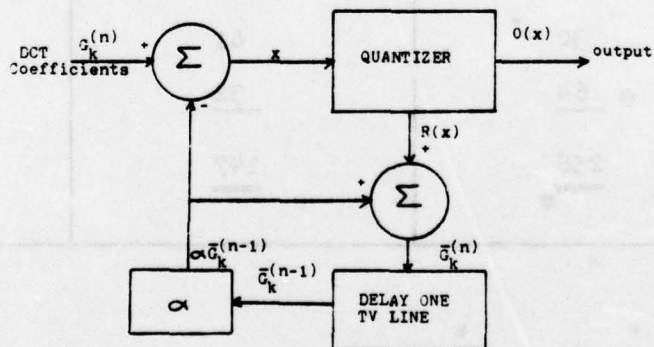 DCT
Coefficients
G_k^(n)
+
Σ
-
x
QUANTIZER
O(x)
output
R(x)
+
+
Σ
αḠ_k^(n-1)
Ḡ_k^(n-1)
Ḡ_k^(n)
α
DELAY ONE
TV LINE